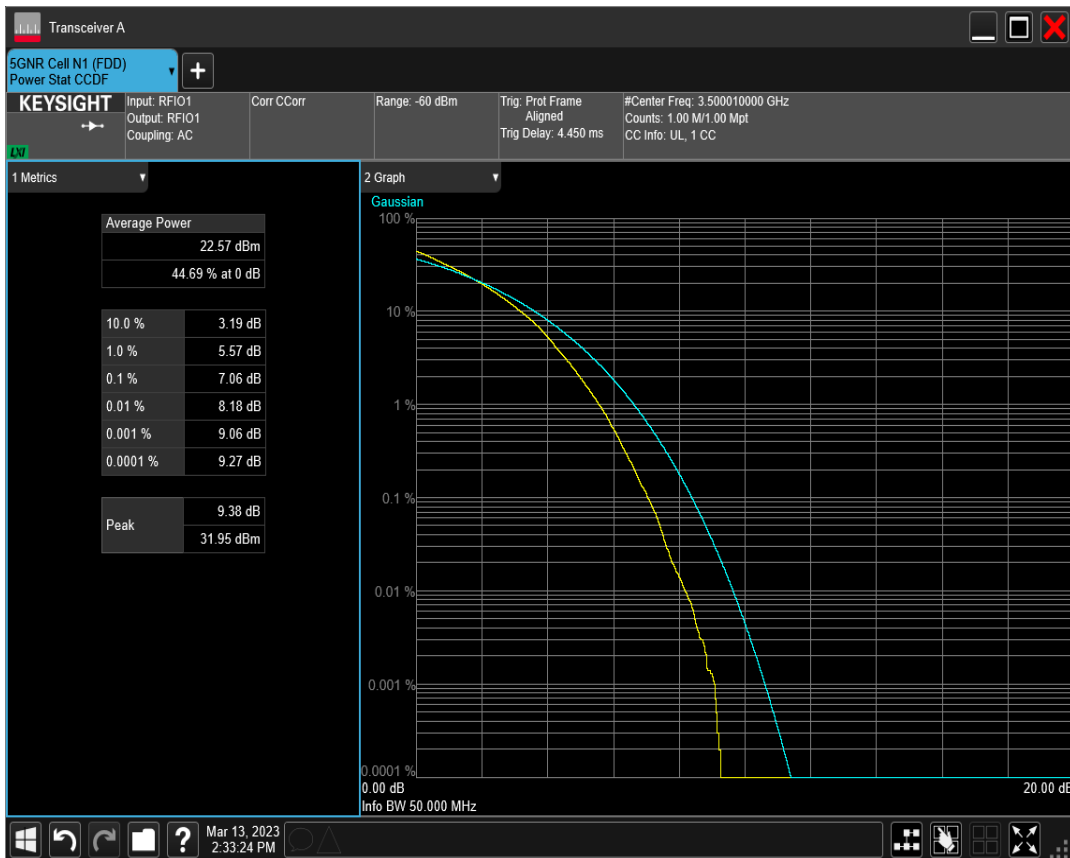 Transceiver A
5GNR Cell N1 (FDD)
Power Stat CCDF
KEYSIGHT
LXI
Input: RFIO1
Output: RFIO1
Coupling: AC
Corr CCorr
Range: -60 dBm
Trig: Prot Frame
Aligned
Trig Delay: 4.450 ms
#Center Freq: 3.500010000 GHz
Counts: 1.00 M/1.00 Mpt
CC Info: UL, 1 CC
1 Metrics
Average Power
22.57 dBm
44.69 % at 0 dB
10.0 % 3.19 dB
1.0 % 5.57 dB
0.1 % 7.06 dB
0.01 % 8.18 dB
0.001 % 9.06 dB
0.0001 % 9.27 dB
Peak
9.38 dB
31.95 dBm
2 Graph
Gaussian
100 %
10 %
1 %
0.1 %
0.01 %
0.001 %
0.0001 %
0.00 dB 20.00 dB
Info BW 50.000 MHz
?
Mar 13, 2023
2:33:24 PM